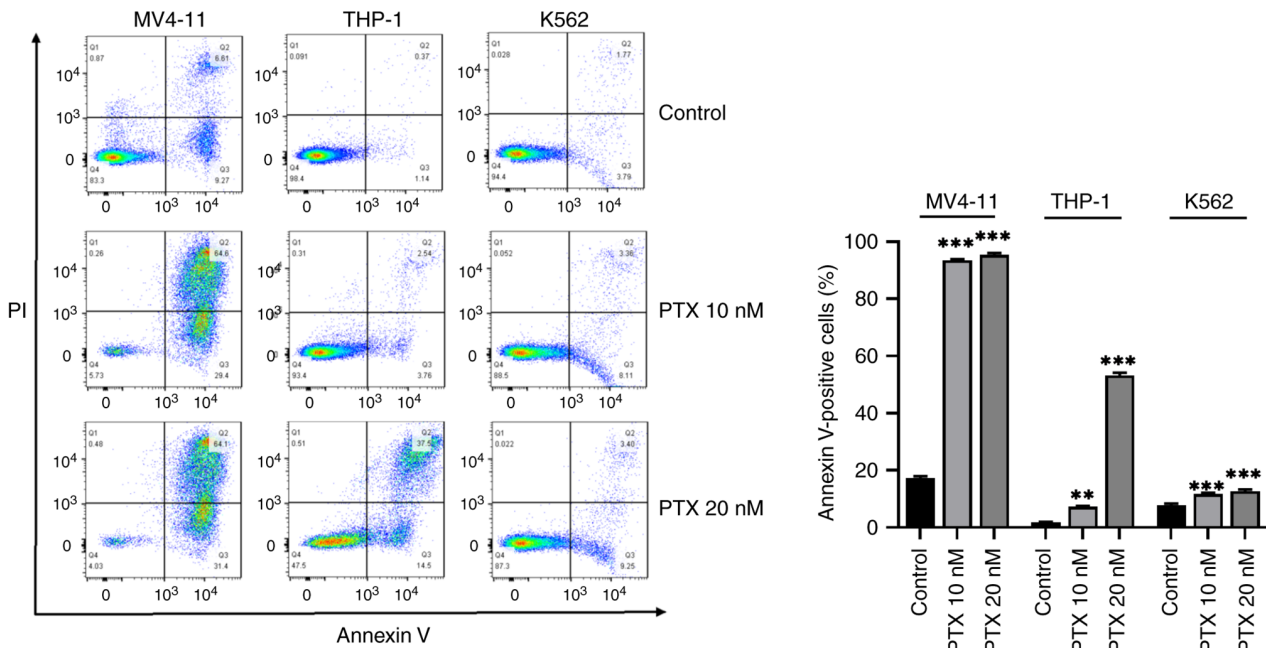 MV4-11 THP-1 K562
Q1 0.87 Q2 6.61 Q4 83.3 Q3 9.27
10⁴ 10³ 0
0 10³ 10⁴
Q1 0.091 Q2 0.37 Q4 98.4 Q3 1.14
10⁴ 10³ 0
0 10³ 10⁴
Q1 0.028 Q2 1.77 Q4 94.4 Q3 3.79
10⁴ 10³ 0
0 10³ 10⁴
Control
PI
Q1 0.26 Q2 64.6 Q4 5.73 Q3 29.4
10⁴ 10³ 0
0 10³ 10⁴
Q1 0.31 Q2 2.54 Q4 93.4 Q3 3.76
10⁴ 10³ 0
0 10³ 10⁴
Q1 0.052 Q2 3.36 Q4 88.5 Q3 8.11
10⁴ 10³ 0
0 10³ 10⁴
PTX 10 nM
Q1 0.48 Q2 64.1 Q4 4.03 Q3 31.4
10⁴ 10³ 0
0 10³ 10⁴
Q1 0.51 Q2 37.5 Q4 47.5 Q3 14.5
10⁴ 10³ 0
0 10³ 10⁴
Q1 0.022 Q2 3.40 Q4 87.3 Q3 9.25
10⁴ 10³ 0
0 10³ 10⁴
PTX 20 nM
Annexin V
MV4-11 THP-1 K562
Annexin V-positive cells (%)
100
80
60
40
20
0
*** ***
** ***
*** ***
Control
PTX 10 nM
PTX 20 nM
Control
PTX 10 nM
PTX 20 nM
Control
PTX 10 nM
PTX 20 nM